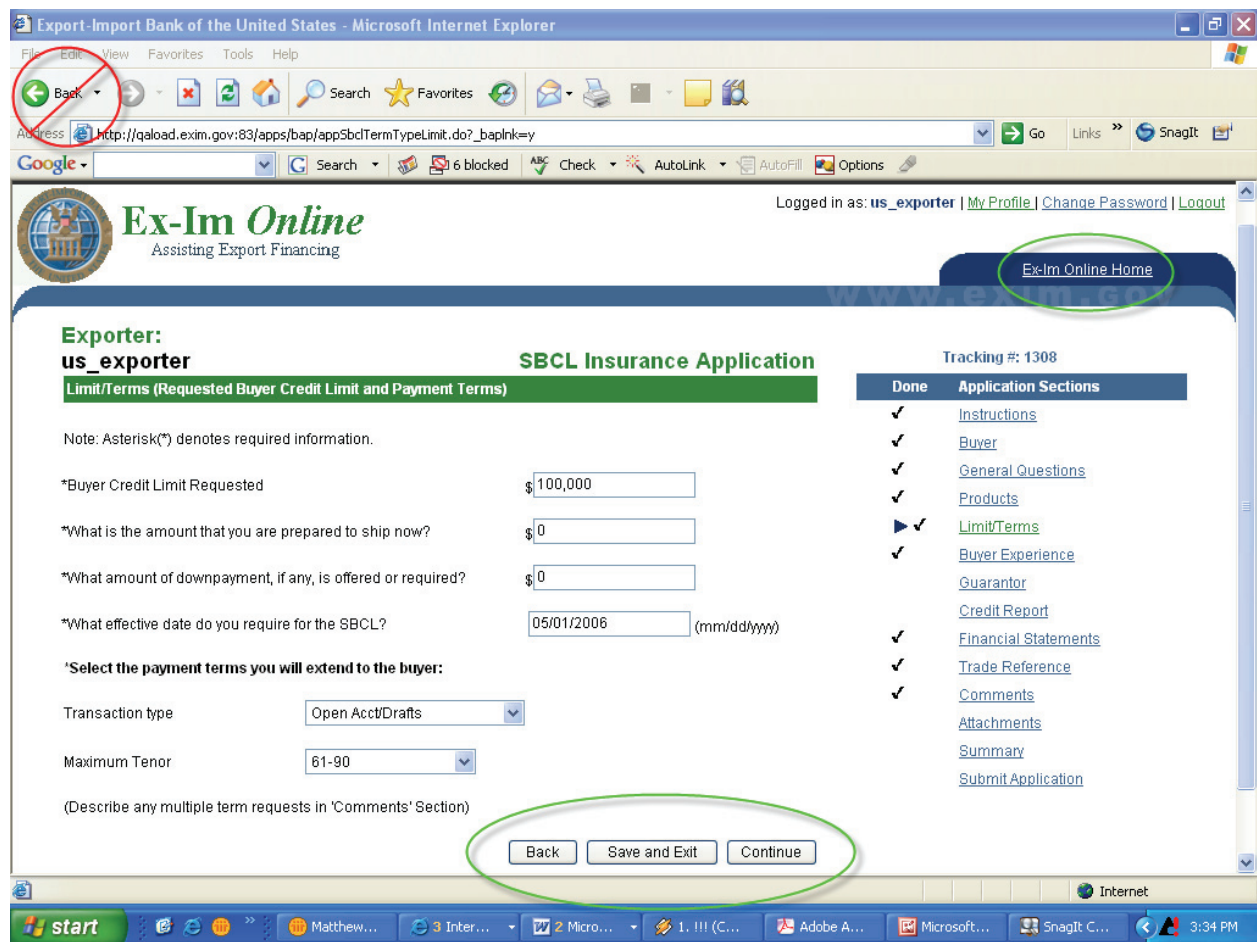 Export-Import Bank of the United States - Microsoft Internet Explorer
File Edit View Favorites Tools Help
Back Search Favorites
Address http://qaload.exim.gov:83/apps/bap/appSbclTermTypeLimit.do?_baplnk=y Go Links » SnagIt
Google Search 6 blocked Check AutoLink AutoFill Options
Logged in as: us_exporter | My Profile | Change Password | Logout
Ex-Im Online
Assisting Export Financing
Ex-Im Online Home
www.exim.gov
Exporter:
us_exporter SBCL Insurance Application Tracking #: 1308
Limit/Terms (Requested Buyer Credit Limit and Payment Terms)
Note: Asterisk(*) denotes required information.
*Buyer Credit Limit Requested $ 100,000
*What is the amount that you are prepared to ship now? $ 0
*What amount of downpayment, if any, is offered or required? $ 0
*What effective date do you require for the SBCL? 05/01/2006 (mm/dd/yyyy)
*Select the payment terms you will extend to the buyer:
Transaction type Open Acct/Drafts
Maximum Tenor 61-90
(Describe any multiple term requests in 'Comments' Section)
Back Save and Exit Continue
Done Application Sections
Instructions
Buyer
General Questions
Products
Limit/Terms
Buyer Experience
Guarantor
Credit Report
Financial Statements
Trade Reference
Comments
Attachments
Summary
Submit Application
Internet
start » Matthew... 3 Inter... 2 Micro... 1. !!! (C... Adobe A... Microsoft... SnagIt C... 3:34 PM